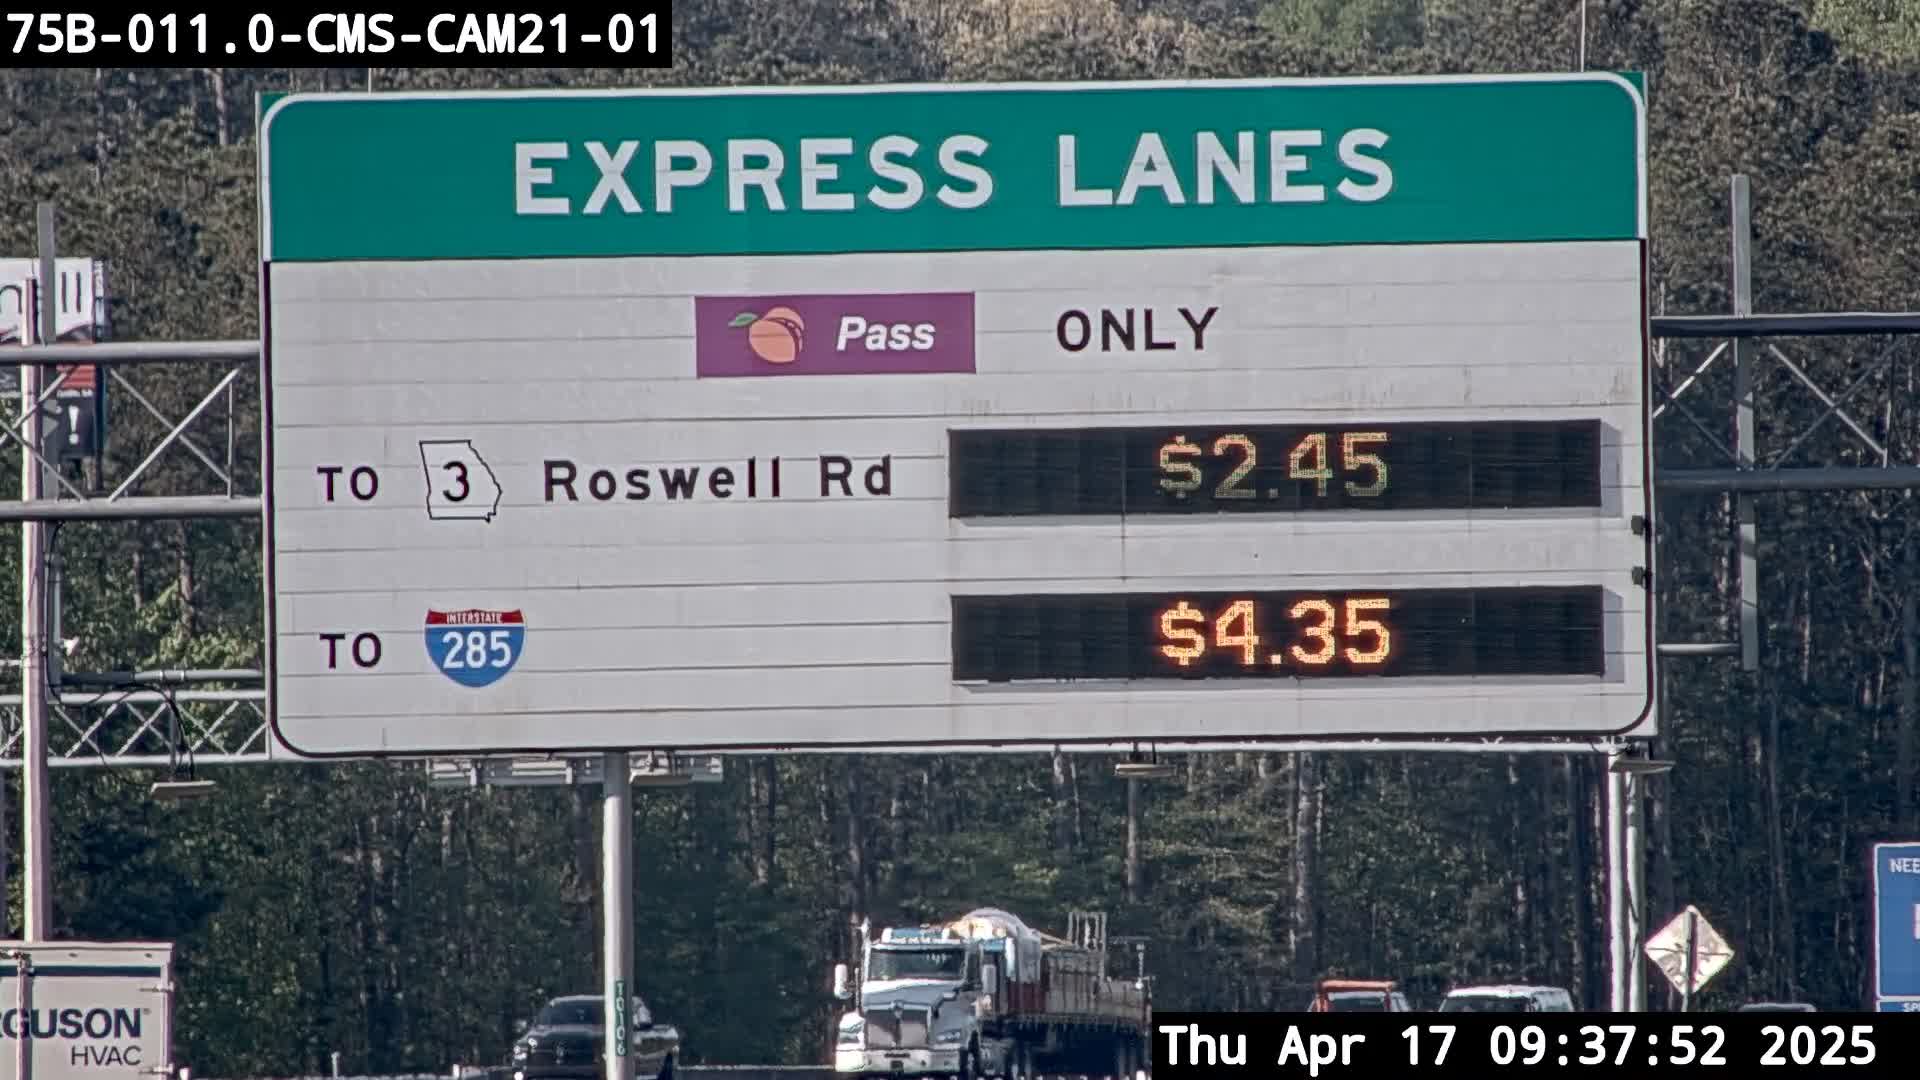 75B-011.0-CMS-CAM21-01
EXPRESS LANES
Pass ONLY
TO 3 Roswell Rd $2.45
TO INTERSTATE 285 $4.35
!
NEE
GUSON
HVAC
Thu Apr 17 09:37:52 2025